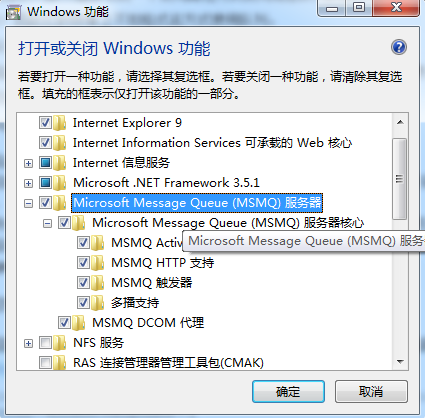 Windows 功能
打开或关闭 Windows 功能
若要打开一种功能，请选择其复选框。若要关闭一种功能，请清除其复选
框。填充的框表示仅打开该功能的一部分。
Internet Explorer 9
Internet Information Services 可承载的 Web 核心
Internet 信息服务
Microsoft .NET Framework 3.5.1
Microsoft Message Queue (MSMQ) 服务器
Microsoft Message Queue (MSMQ) 服务器核心
MSMQ Activ
Microsoft Message Queue (MSMQ) 服务
MSMQ HTTP 支持
MSMQ 触发器
多播支持
MSMQ DCOM 代理
NFS 服务
RAS 连接管理器管理工具包(CMAK)
确定
取消